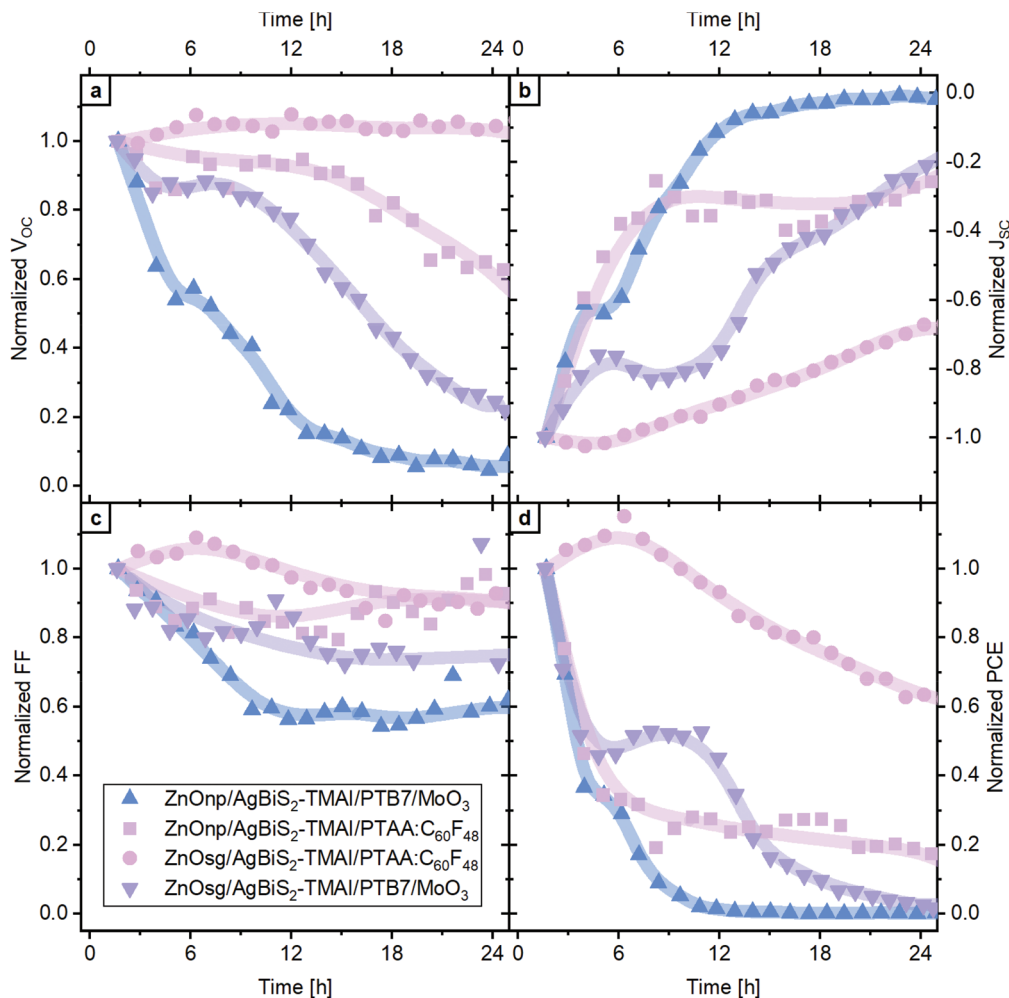 Time [h]
Time [h]
0 6 12 18 24
0 6 12 18 24
a
b
c
d
Normalized V_OC
1.0
0.8
0.6
0.4
0.2
0.0
0.0
-0.2
-0.4
-0.6
-0.8
-1.0
Normalized J_SC
Normalized FF
1.0
0.8
0.6
0.4
0.2
0.0
1.0
0.8
0.6
0.4
0.2
0.0
Normalized PCE
ZnOnp/AgBiS₂-TMAI/PTB7/MoO₃
ZnOnp/AgBiS₂-TMAI/PTAA:C₆₀F₄₈
ZnOsg/AgBiS₂-TMAI/PTAA:C₆₀F₄₈
ZnOsg/AgBiS₂-TMAI/PTB7/MoO₃
0 6 12 18 24
0 6 12 18 24
Time [h]
Time [h]